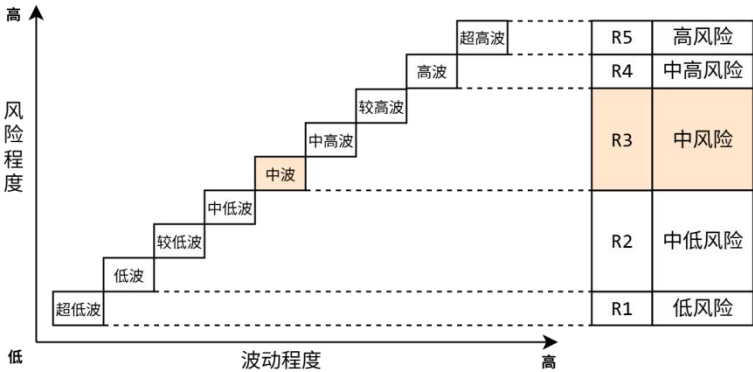 高
风险程度
超高波
高波
较高波
中高波
中波
中低波
较低波
低波
超低波
低
波动程度
高
R5 高风险
R4 中高风险
R3 中风险
R2 中低风险
R1 低风险